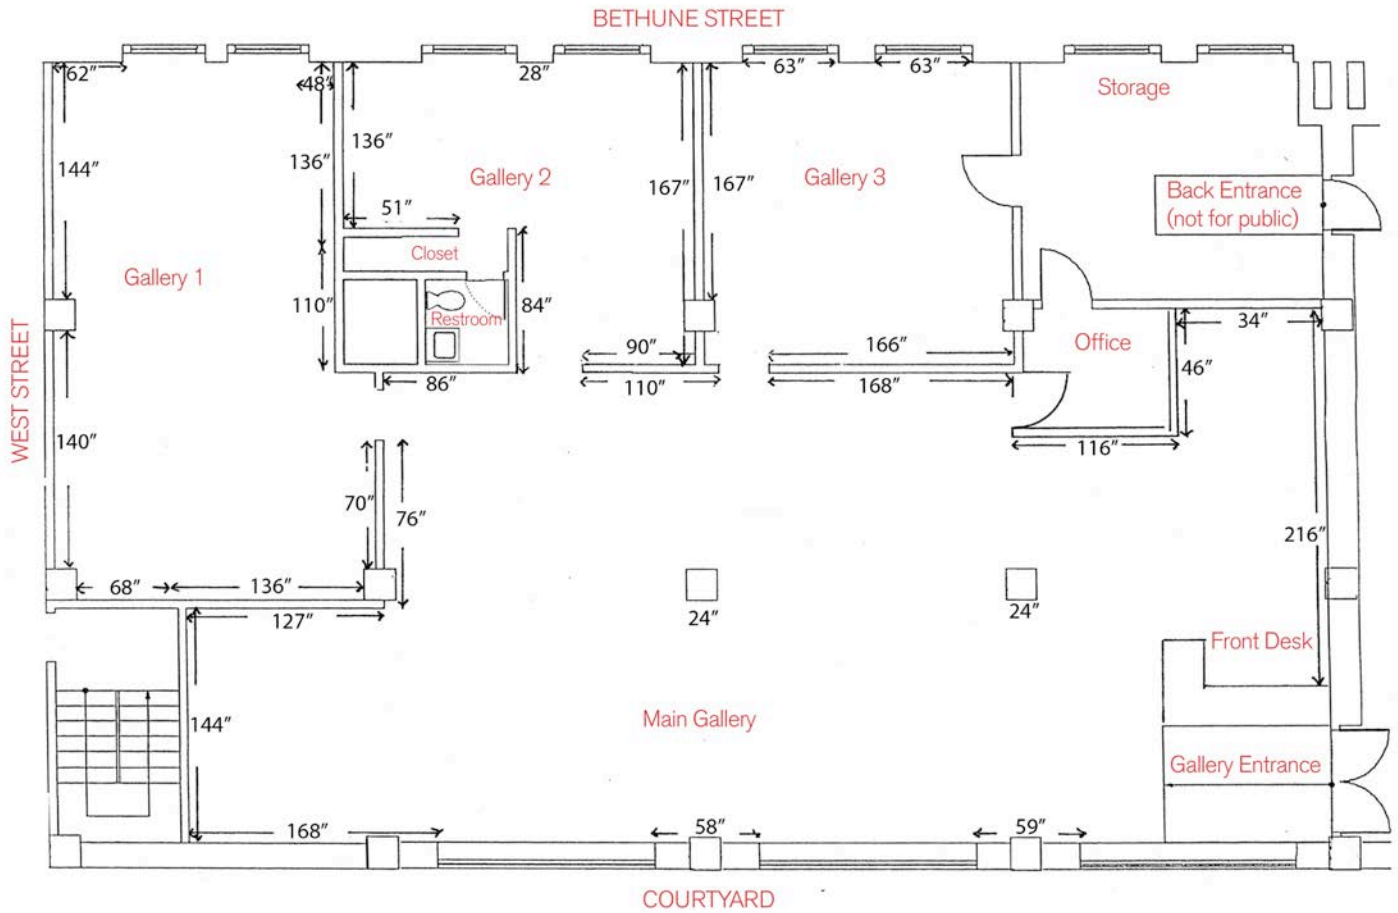 BETHUNE STREET
62"
48"
28"
63"
63"
Storage
144"
136"
136"
Gallery 2
167"
167"
Gallery 3
Back Entrance
(not for public)
51"
Closet
Gallery 1
110"
Restroom
84"
90"
110"
166"
168"
Office
34"
46"
86"
WEST STREET
140"
70"
76"
116"
216"
68"
136"
127"
24"
24"
Front Desk
144"
Main Gallery
Gallery Entrance
168"
58"
59"
COURTYARD